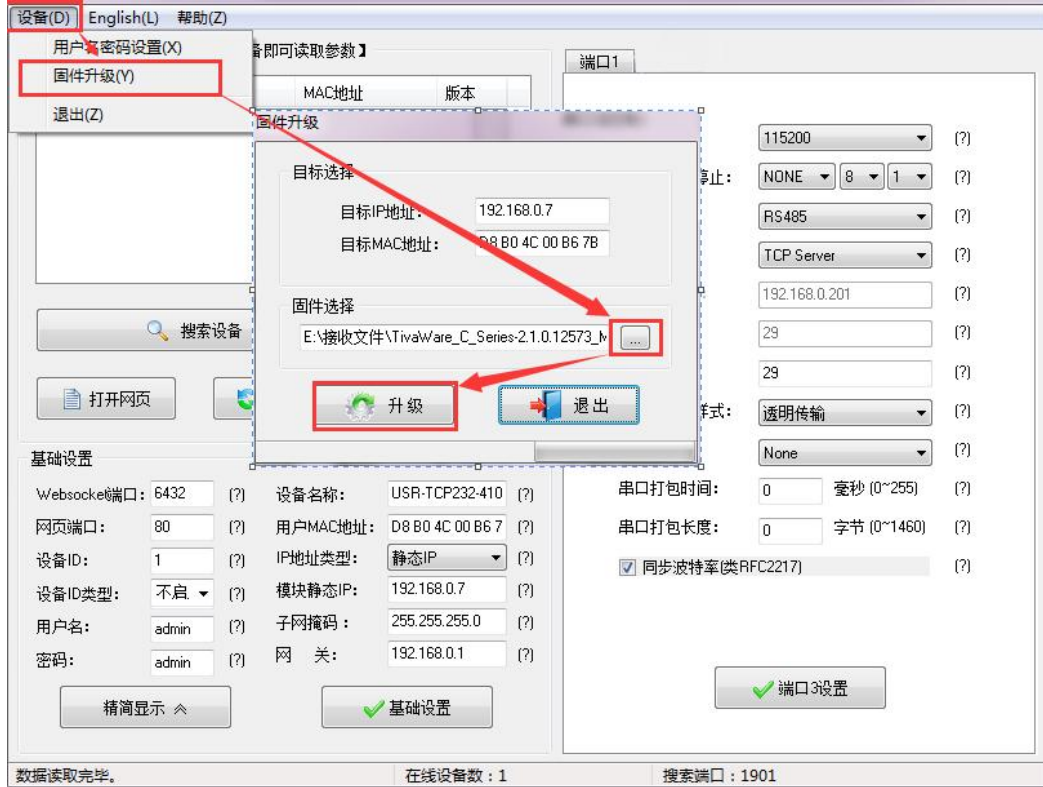 设备(D) English(L) 帮助(Z)
用户名密码设置(X)
固件升级(Y)
退出(Z)
备即可读取参数】
MAC地址 版本
端口1
固件升级
目标选择
目标IP地址: 192.168.0.7
目标MAC地址: D8 B0 4C 00 B6 7B
固件选择
E:\接收文件\TivaWare_C_Series-2.1.0.12573_M
...
升级
退出
115200 (?)
停止: NONE 8 1 (?)
RS485 (?)
TCP Server (?)
192.168.0.201 (?)
29 (?)
29 (?)
样式: 透明传输 (?)
None (?)
串口打包时间: 0 毫秒 (0~255) (?)
串口打包长度: 0 字节 (0~1460) (?)
同步波特率(类RFC2217) (?)
端口3设置
搜索设备
打开网页
基础设置
Websocket端口: 6432 (?) 设备名称: USR-TCP232-410 (?)
网页端口: 80 (?) 用户MAC地址: D8 B0 4C 00 B6 7 (?)
设备ID: 1 (?) IP地址类型: 静态IP (?)
设备ID类型: 不启 (?) 模块静态IP: 192.168.0.7 (?)
用户名: admin (?) 子网掩码: 255.255.255.0 (?)
密码: admin (?) 网 关: 192.168.0.1 (?)
精简显示 基础设置
数据读取完毕。 在线设备数:1 搜索端口:1901